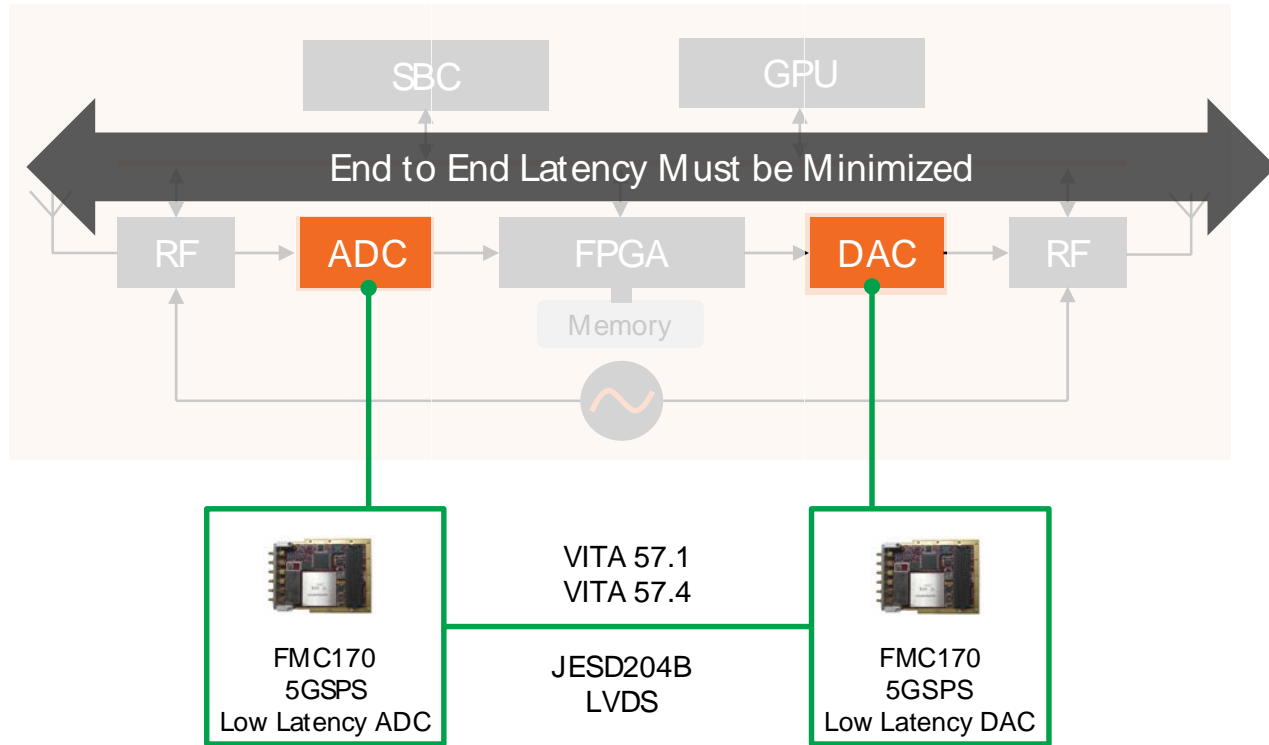 SBC
GPU
End to End Latency Must be Minimized
RF
ADC
FPGA
DAC
RF
Memory
VITA 57.1
VITA 57.4
JESD204B
LVDS
FMC170
5GSPS
Low Latency ADC
FMC170
5GSPS
Low Latency DAC